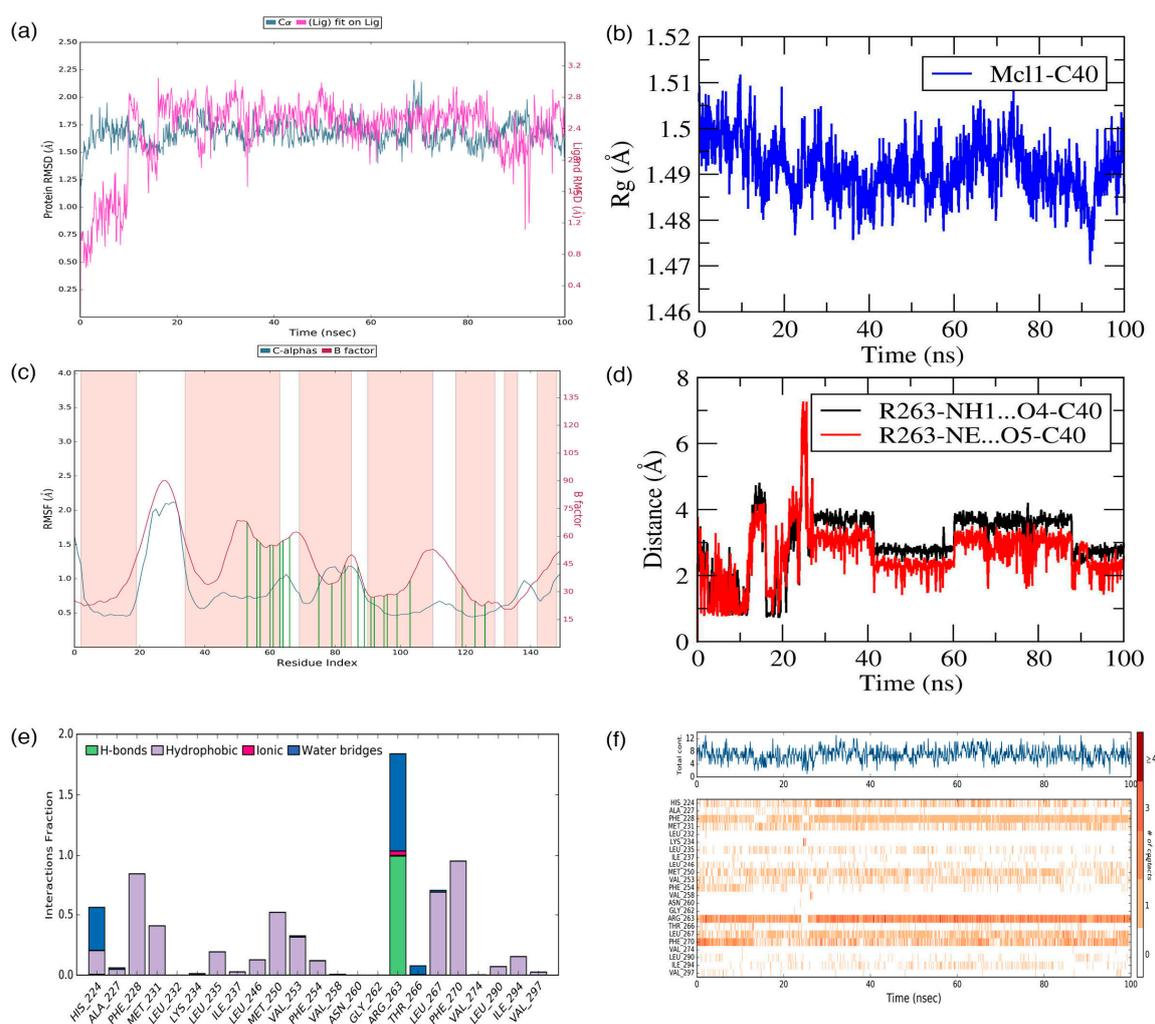 (a)
Cα (Lig) fit on Lig
2.50
2.25
2.00
1.75
1.50
1.25
1.00
0.75
0.50
0.25
Protein RMSD (Å)
3.2
2.8
2.4
1.6
0.8
0.4
Ligand RMSD (Å)
0 20 40 60 80 100
Time (nsec)
(b)
Mcl1-C40
1.52
1.51
1.5
1.49
1.48
1.47
1.46
Rg (Å)
0 20 40 60 80 100
Time (ns)
(c)
C-alphas B factor
4.0
3.5
3.0
2.5
2.0
1.5
1.0
0.5
RMSF (Å)
135
120
105
90
75
60
45
30
15
B factor
0 20 40 60 80 100 120 140
Residue Index
(d)
R263-NH1...O4-C40
R263-NE...O5-C40
8
6
4
2
0
Distance (Å)
0 20 40 60 80 100
Time (ns)
(e)
H-bonds Hydrophobic Ionic Water bridges
2.0
1.5
1.0
0.5
0.0
Interactions Fraction
HIS_224
ALA_227
PHE_228
MET_231
LEU_232
LYS_234
LEU_235
ILE_237
LEU_246
MET_250
VAL_253
PHE_254
VAL_258
ASN_260
GLY_262
ARG_263
THR_266
LEU_267
PHE_270
VAL_274
LEU_290
ILE_294
VAL_297
(f)
Total cont.
12
8
4
0
0 20 40 60 80 100
HIS_224
ALA_227
PHE_228
MET_231
LEU_232
LYS_234
LEU_235
ILE_237
LEU_246
MET_250
VAL_253
PHE_254
VAL_258
ASN_260
GLY_262
ARG_263
THR_266
LEU_267
PHE_270
VAL_274
LEU_290
ILE_294
VAL_297
0 20 40 60 80 100
Time (nsec)
≥4
3
2
1
0
# of contacts